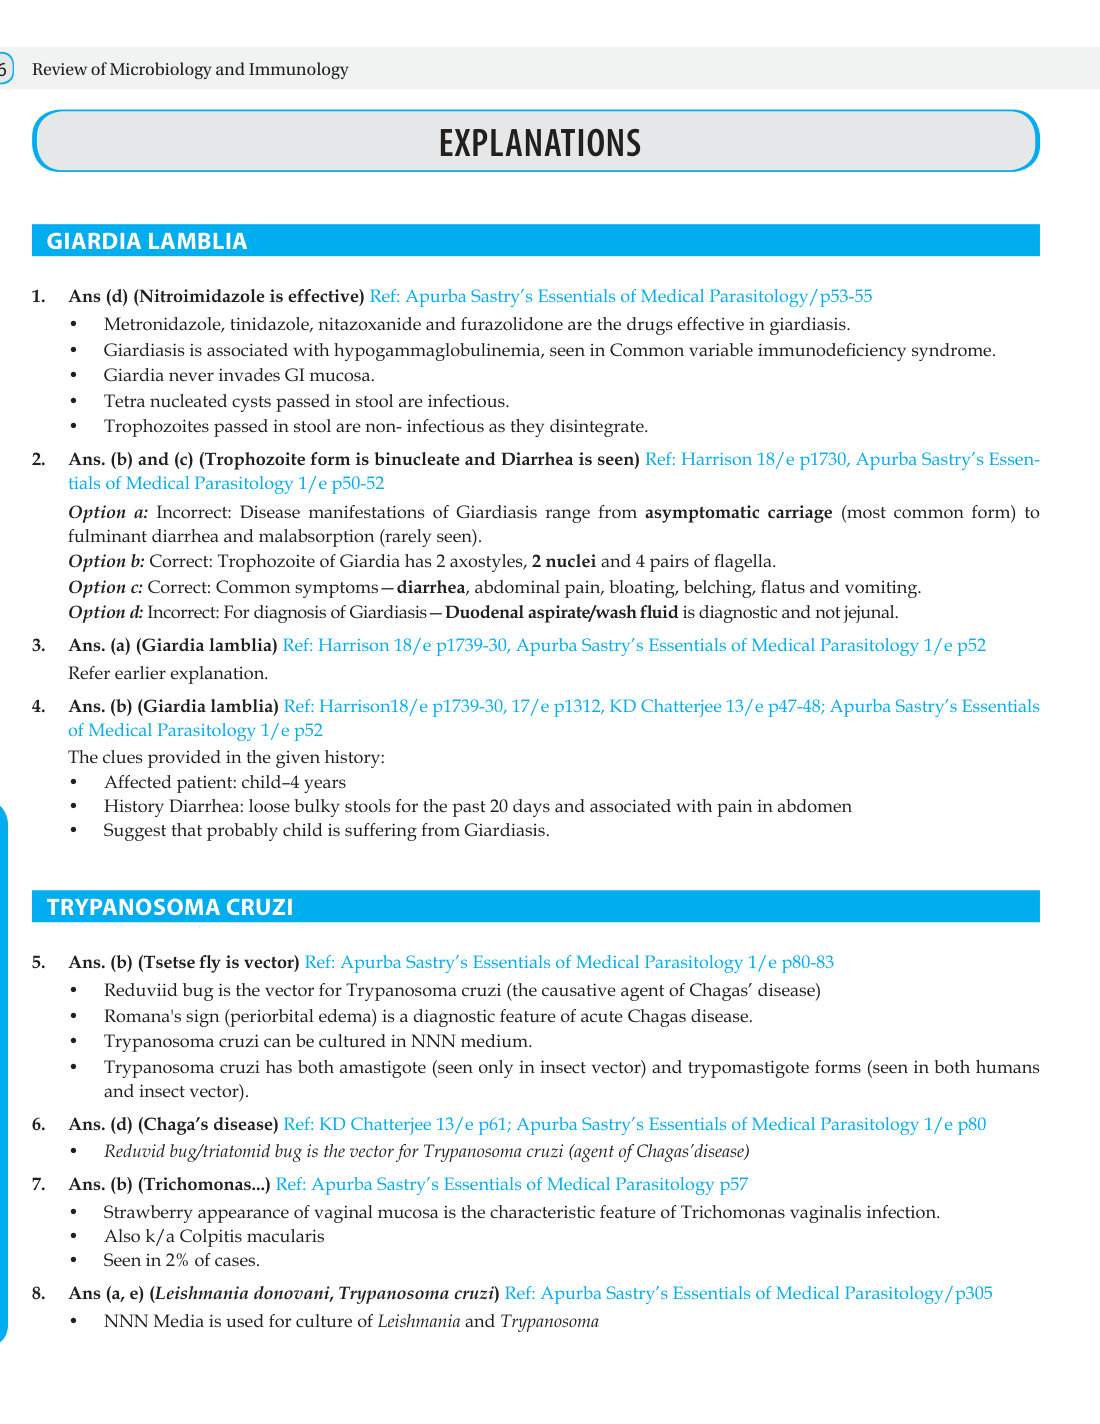 6 Review of Microbiology and Immunology
EXPLANATIONS
GIARDIA LAMBLIA
1. Ans (d) (Nitroimidazole is effective) Ref: Apurba Sastry’s Essentials of Medical Parasitology/p53-55
• Metronidazole, tinidazole, nitazoxanide and furazolidone are the drugs effective in giardiasis.
• Giardiasis is associated with hypogammaglobulinemia, seen in Common variable immunodeficiency syndrome.
• Giardia never invades GI mucosa.
• Tetra nucleated cysts passed in stool are infectious.
• Trophozoites passed in stool are non- infectious as they disintegrate.
2. Ans. (b) and (c) (Trophozoite form is binucleate and Diarrhea is seen) Ref: Harrison 18/e p1730, Apurba Sastry’s Essen-
tials of Medical Parasitology 1/e p50-52
Option a: Incorrect: Disease manifestations of Giardiasis range from asymptomatic carriage (most common form) to
fulminant diarrhea and malabsorption (rarely seen).
Option b: Correct: Trophozoite of Giardia has 2 axostyles, 2 nuclei and 4 pairs of flagella.
Option c: Correct: Common symptoms—diarrhea, abdominal pain, bloating, belching, flatus and vomiting.
Option d: Incorrect: For diagnosis of Giardiasis—Duodenal aspirate/wash fluid is diagnostic and not jejunal.
3. Ans. (a) (Giardia lamblia) Ref: Harrison 18/e p1739-30, Apurba Sastry’s Essentials of Medical Parasitology 1/e p52
Refer earlier explanation.
4. Ans. (b) (Giardia lamblia) Ref: Harrison18/e p1739-30, 17/e p1312, KD Chatterjee 13/e p47-48; Apurba Sastry’s Essentials
of Medical Parasitology 1/e p52
The clues provided in the given history:
• Affected patient: child–4 years
• History Diarrhea: loose bulky stools for the past 20 days and associated with pain in abdomen
• Suggest that probably child is suffering from Giardiasis.
TRYPANOSOMA CRUZI
5. Ans. (b) (Tsetse fly is vector) Ref: Apurba Sastry’s Essentials of Medical Parasitology 1/e p80-83
• Reduviid bug is the vector for Trypanosoma cruzi (the causative agent of Chagas’ disease)
• Romana's sign (periorbital edema) is a diagnostic feature of acute Chagas disease.
• Trypanosoma cruzi can be cultured in NNN medium.
• Trypanosoma cruzi has both amastigote (seen only in insect vector) and trypomastigote forms (seen in both humans
and insect vector).
6. Ans. (d) (Chaga’s disease) Ref: KD Chatterjee 13/e p61; Apurba Sastry’s Essentials of Medical Parasitology 1/e p80
• Reduvid bug/triatomid bug is the vector for Trypanosoma cruzi (agent of Chagas’disease)
7. Ans. (b) (Trichomonas...) Ref: Apurba Sastry’s Essentials of Medical Parasitology p57
• Strawberry appearance of vaginal mucosa is the characteristic feature of Trichomonas vaginalis infection.
• Also k/a Colpitis macularis
• Seen in 2% of cases.
8. Ans (a, e) (Leishmania donovani, Trypanosoma cruzi) Ref: Apurba Sastry’s Essentials of Medical Parasitology/p305
• NNN Media is used for culture of Leishmania and Trypanosoma